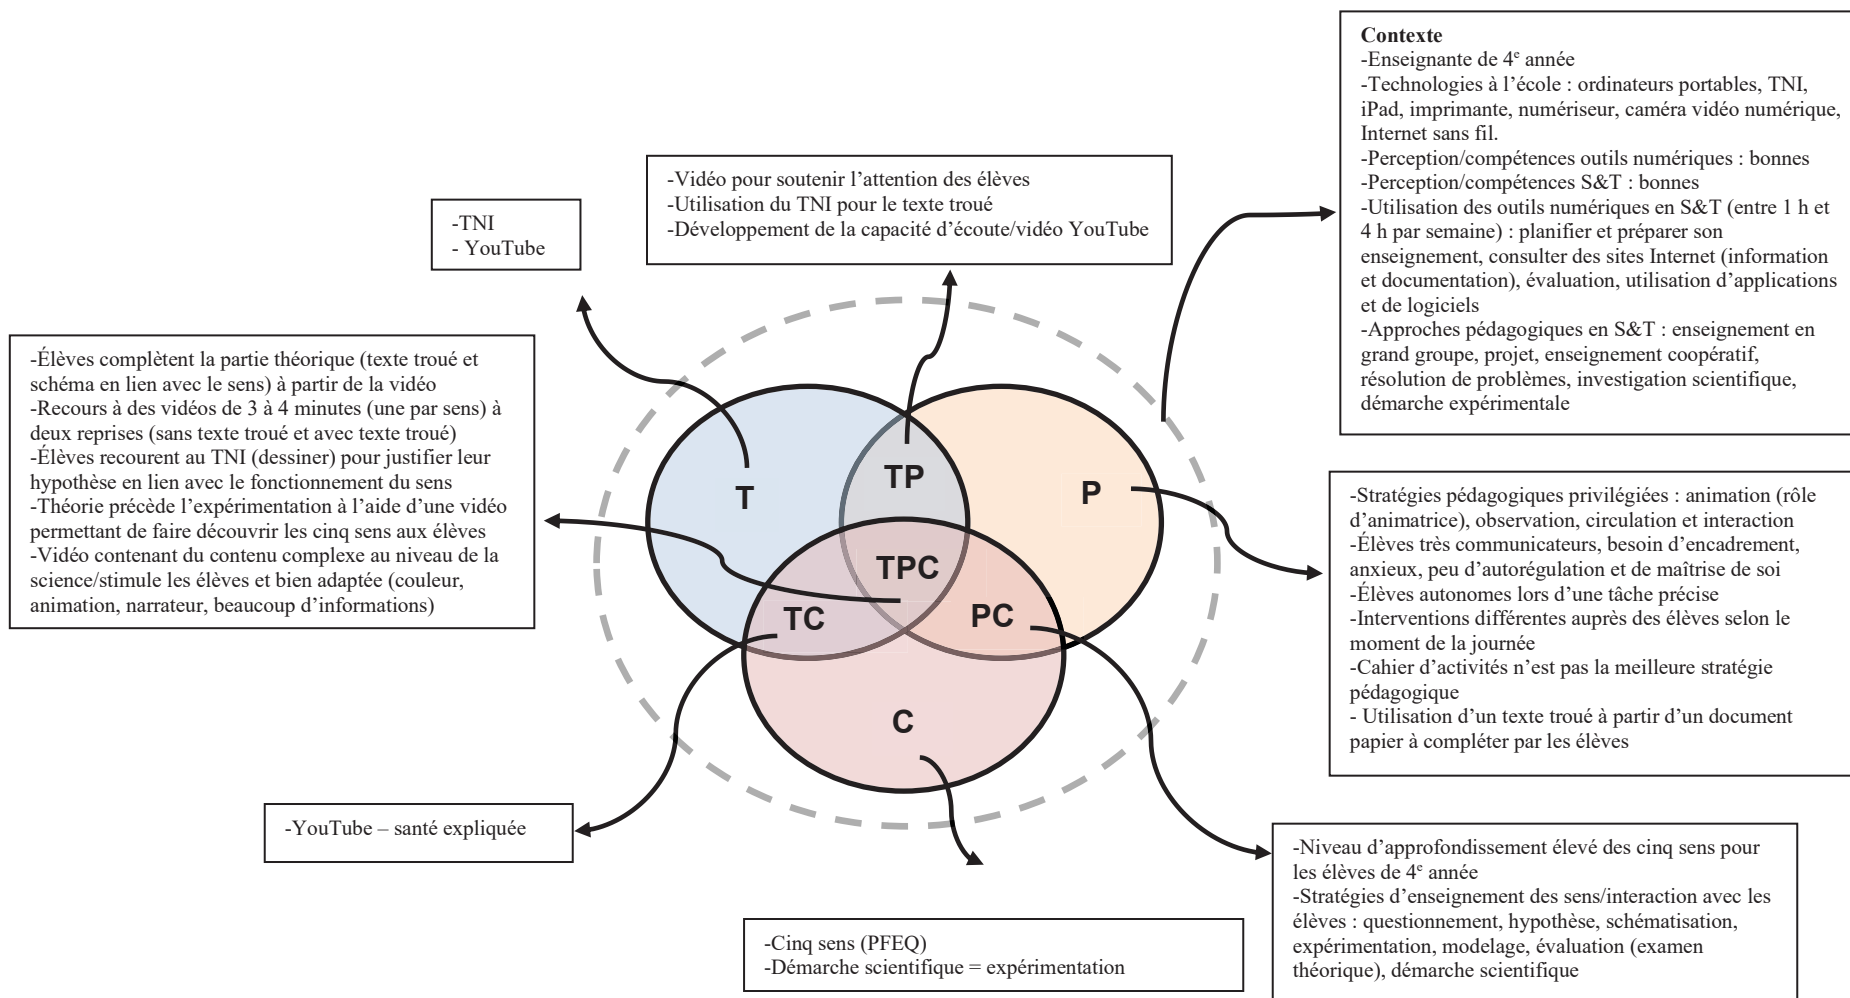 Contexte
-Enseignante de 4e année
-Technologies à l’école : ordinateurs portables, TNI,
iPad, imprimante, numériseur, caméra vidéo numérique,
Internet sans fil.
-Perception/compétences outils numériques : bonnes
-Perception/compétences S&T : bonnes
-Utilisation des outils numériques en S&T (entre 1 h et
4 h par semaine) : planifier et préparer son
enseignement, consulter des sites Internet (information
et documentation), évaluation, utilisation d’applications
et de logiciels
-Approches pédagogiques en S&T : enseignement en
grand groupe, projet, enseignement coopératif,
résolution de problèmes, investigation scientifique,
démarche expérimentale
-Vidéo pour soutenir l’attention des élèves
-Utilisation du TNI pour le texte troué
-Développement de la capacité d’écoute/vidéo YouTube
-TNI
- YouTube
-Élèves complètent la partie théorique (texte troué et
schéma en lien avec le sens) à partir de la vidéo
-Recours à des vidéos de 3 à 4 minutes (une par sens) à
deux reprises (sans texte troué et avec texte troué)
-Élèves recourent au TNI (dessiner) pour justifier leur
hypothèse en lien avec le fonctionnement du sens
-Théorie précède l’expérimentation à l’aide d’une vidéo
permettant de faire découvrir les cinq sens aux élèves
-Vidéo contenant du contenu complexe au niveau de la
science/stimule les élèves et bien adaptée (couleur,
animation, narrateur, beaucoup d’informations)
T
TP
P
TPC
TC
PC
C
-Stratégies pédagogiques privilégiées : animation (rôle
d’animatrice), observation, circulation et interaction
-Élèves très communicateurs, besoin d’encadrement,
anxieux, peu d’autorégulation et de maîtrise de soi
-Élèves autonomes lors d’une tâche précise
-Interventions différentes auprès des élèves selon le
moment de la journée
-Cahier d’activités n’est pas la meilleure stratégie
pédagogique
- Utilisation d’un texte troué à partir d’un document
papier à compléter par les élèves
-YouTube – santé expliquée
-Niveau d’approfondissement élevé des cinq sens pour
les élèves de 4e année
-Stratégies d’enseignement des sens/interaction avec les
élèves : questionnement, hypothèse, schématisation,
expérimentation, modelage, évaluation (examen
théorique), démarche scientifique
-Cinq sens (PFEQ)
-Démarche scientifique = expérimentation